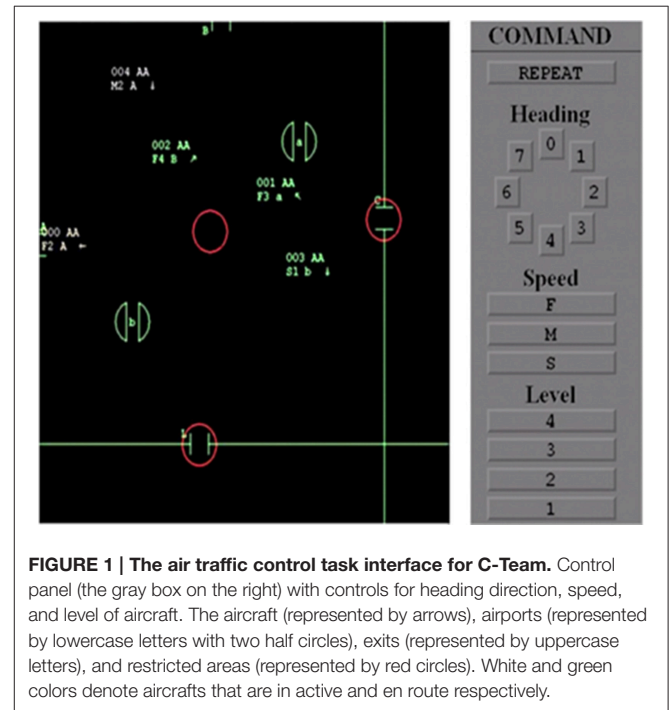 B
004 AA
M2 A ↓
002 AA
F4 B ↗
a
001 AA
F3 a ↖
C
000 AA
F2 A ←
003 AA
S1 b ↓
b
COMMAND
REPEAT
Heading
0
7 1
6 2
5 3
4
Speed
F
M
S
Level
4
3
2
1
FIGURE 1 | The air traffic control task interface for C-Team. Control
panel (the gray box on the right) with controls for heading direction, speed,
and level of aircraft. The aircraft (represented by arrows), airports (represented
by lowercase letters with two half circles), exits (represented by uppercase
letters), and restricted areas (represented by red circles). White and green
colors denote aircrafts that are in active and en route respectively.